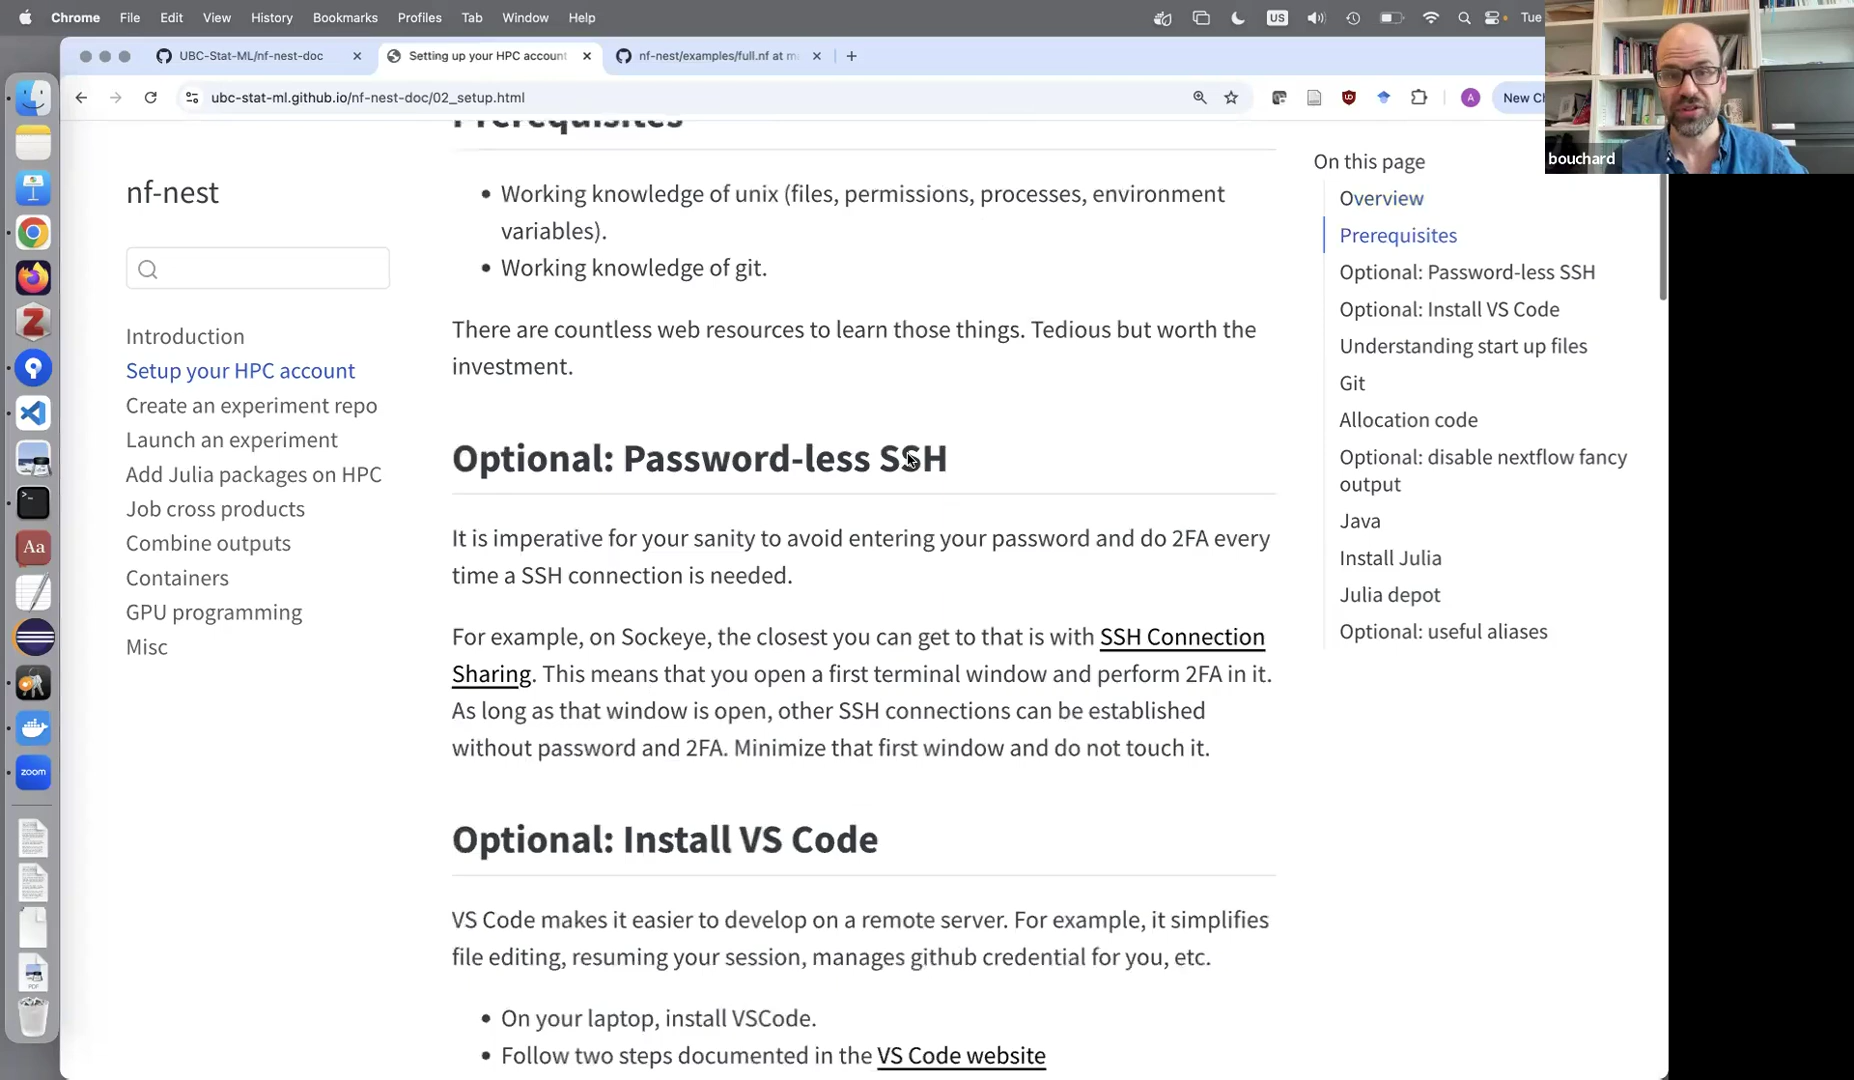 Chrome File Edit View History Bookmarks Profiles Tab Window Help US Tue
UBC-Stat-ML/nf-nest-doc
Setting up your HPC account
nf-nest/examples/full.nf at m
ubc-stat-ml.github.io/nf-nest-doc/02_setup.html
A
New Ch
bouchard
nf-nest
Introduction
Setup your HPC account
Create an experiment repo
Launch an experiment
Add Julia packages on HPC
Job cross products
Combine outputs
Containers
GPU programming
Misc
Prerequisites
• Working knowledge of unix (files, permissions, processes, environment
variables).
• Working knowledge of git.
There are countless web resources to learn those things. Tedious but worth the
investment.
Optional: Password-less SSH
It is imperative for your sanity to avoid entering your password and do 2FA every
time a SSH connection is needed.
For example, on Sockeye, the closest you can get to that is with SSH Connection
Sharing. This means that you open a first terminal window and perform 2FA in it.
As long as that window is open, other SSH connections can be established
without password and 2FA. Minimize that first window and do not touch it.
Optional: Install VS Code
VS Code makes it easier to develop on a remote server. For example, it simplifies
file editing, resuming your session, manages github credential for you, etc.
• On your laptop, install VSCode.
• Follow two steps documented in the VS Code website
On this page
Overview
Prerequisites
Optional: Password-less SSH
Optional: Install VS Code
Understanding start up files
Git
Allocation code
Optional: disable nextflow fancy
output
Java
Install Julia
Julia depot
Optional: useful aliases
Aa
zoom
PDF